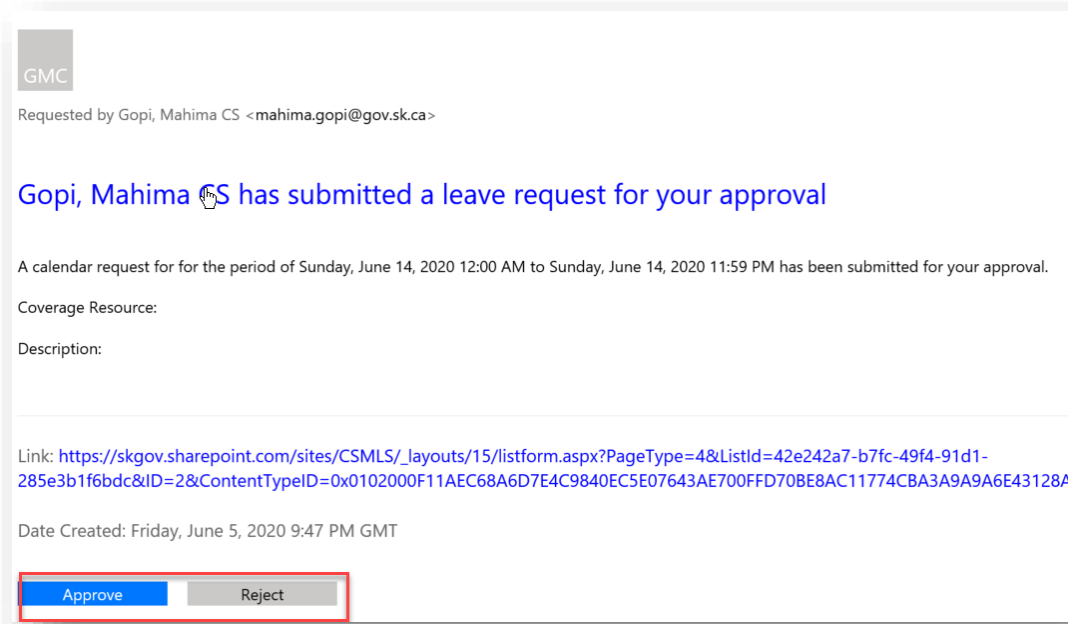 GMC
Requested by Gopi, Mahima CS <mahima.gopi@gov.sk.ca>
Gopi, Mahima CS has submitted a leave request for your approval
A calendar request for for the period of Sunday, June 14, 2020 12:00 AM to Sunday, June 14, 2020 11:59 PM has been submitted for your approval.
Coverage Resource:
Description:
Link: https://skgov.sharepoint.com/sites/CSMLS/_layouts/15/listform.aspx?PageType=4&ListId=42e242a7-b7fc-49f4-91d1-
285e3b1f6bdc&ID=2&ContentTypeID=0x0102000F11AEC68A6D7E4C9840EC5E07643AE700FFD70BE8AC11774CBA3A9A9A6E43128A
Date Created: Friday, June 5, 2020 9:47 PM GMT
Approve Reject